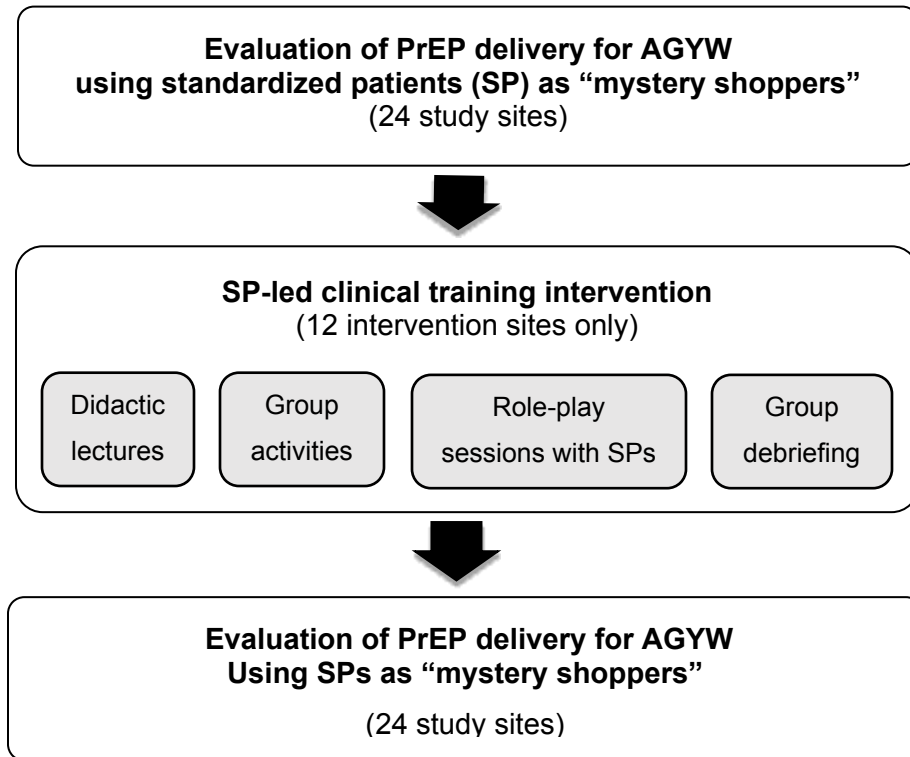 Evaluation of PrEP delivery for AGYW
using standardized patients (SP) as “mystery shoppers”
(24 study sites)
SP-led clinical training intervention
(12 intervention sites only)
Didactic
lectures
Group
activities
Role-play
sessions with SPs
Group
debriefing
Evaluation of PrEP delivery for AGYW
Using SPs as “mystery shoppers”
(24 study sites)